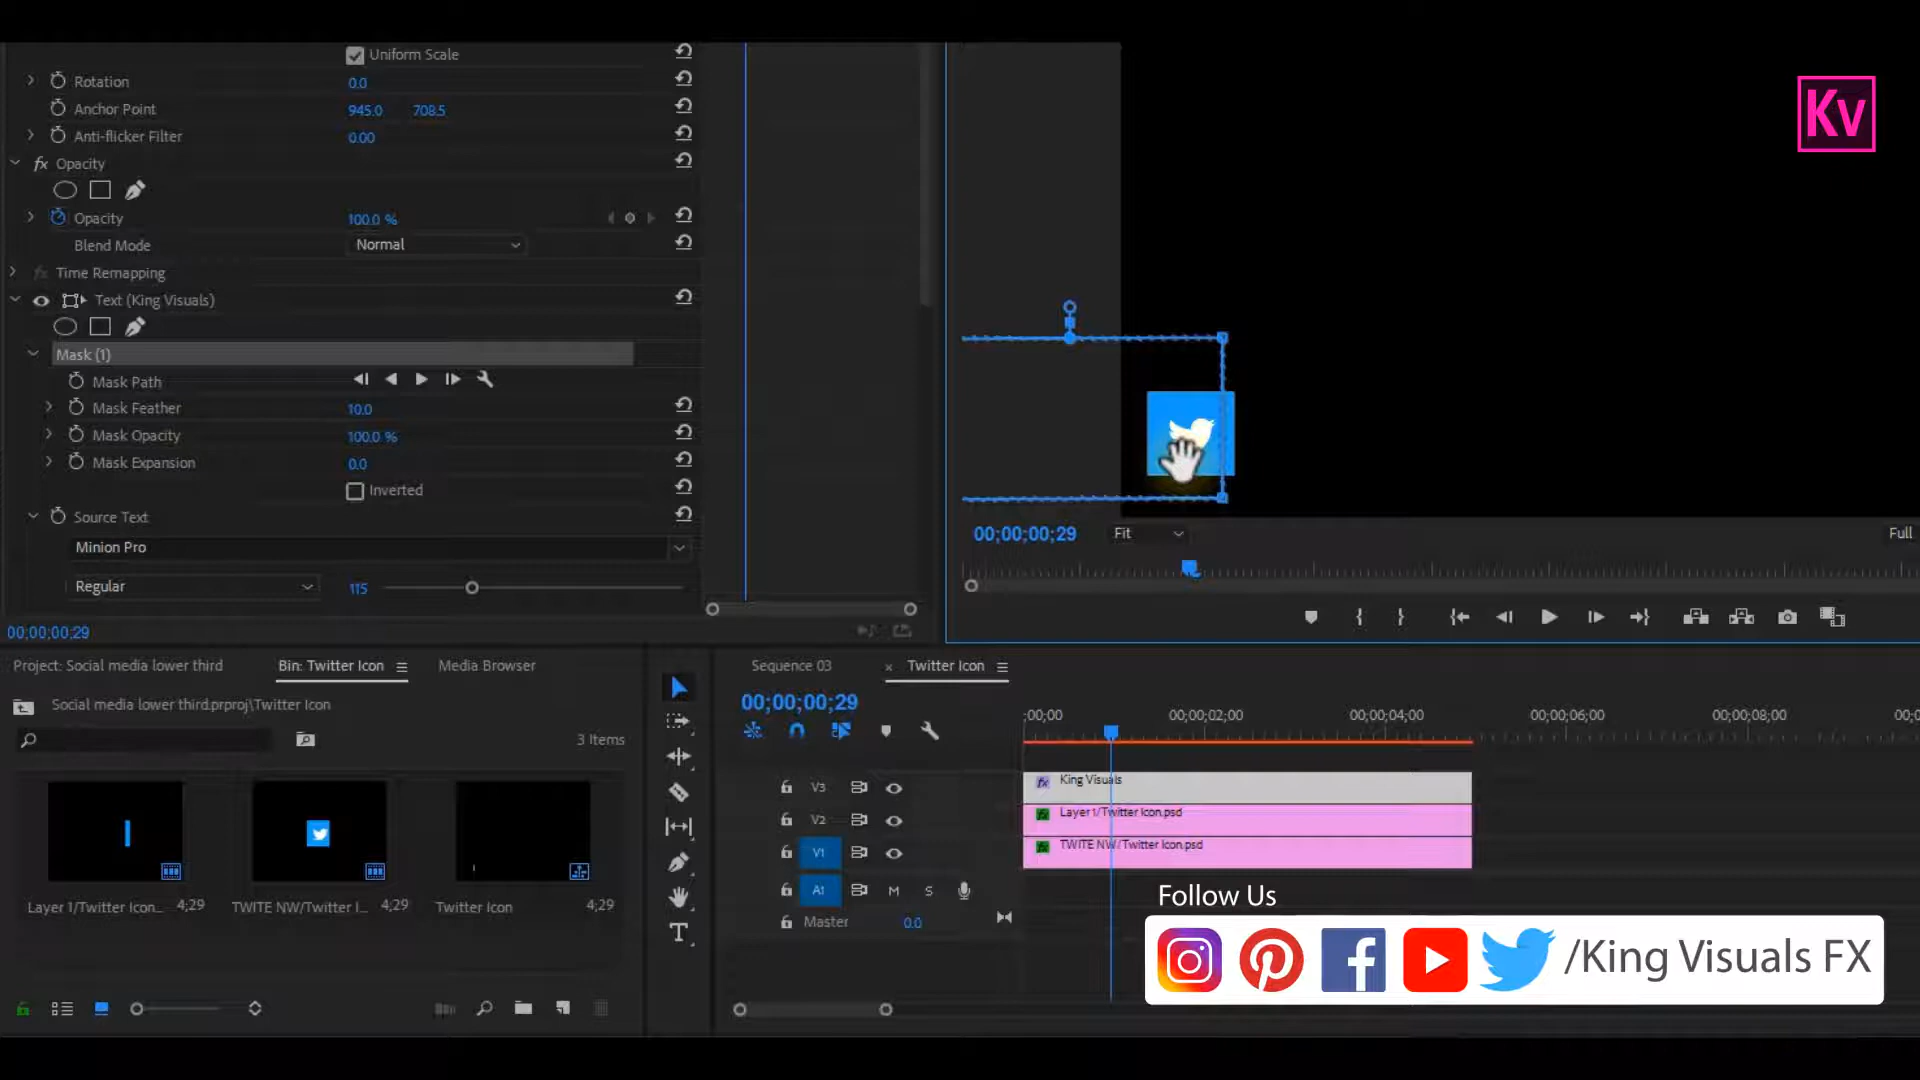 Uniform Scale
Rotation 0.0
Anchor Point 945.0 708.5
Anti-flicker Filter 0.00
fx Opacity
Opacity 100.0 %
Blend Mode Normal
fx Time Remapping
Text (King Visuals)
Mask (1)
Mask Path
Mask Feather 10.0
Mask Opacity 100.0 %
Mask Expansion 0.0
Inverted
Source Text
Minion Pro
Regular 115
00;00;00;29
Kv
00;00;00;29 Fit Full
Project: Social media lower third Bin: Twitter Icon Media Browser
Social media lower third.prproj\Twitter Icon
3 Items
Layer 1/Twitter Icon... 4;29
TWITE NW/Twitter I... 4;29
Twitter Icon 4;29
Sequence 03 × Twitter Icon
00;00;00;29
;00;00 00;00;02;00 00;00;04;00 00;00;06;00 00;00;08;00 00;0
V3 fx King Visuals
V2 fx Layer 1/Twitter Icon.psd
V1 fx TWITE NW/Twitter Icon.psd
A1 M S
Master 0.0
Follow Us
/King Visuals FX